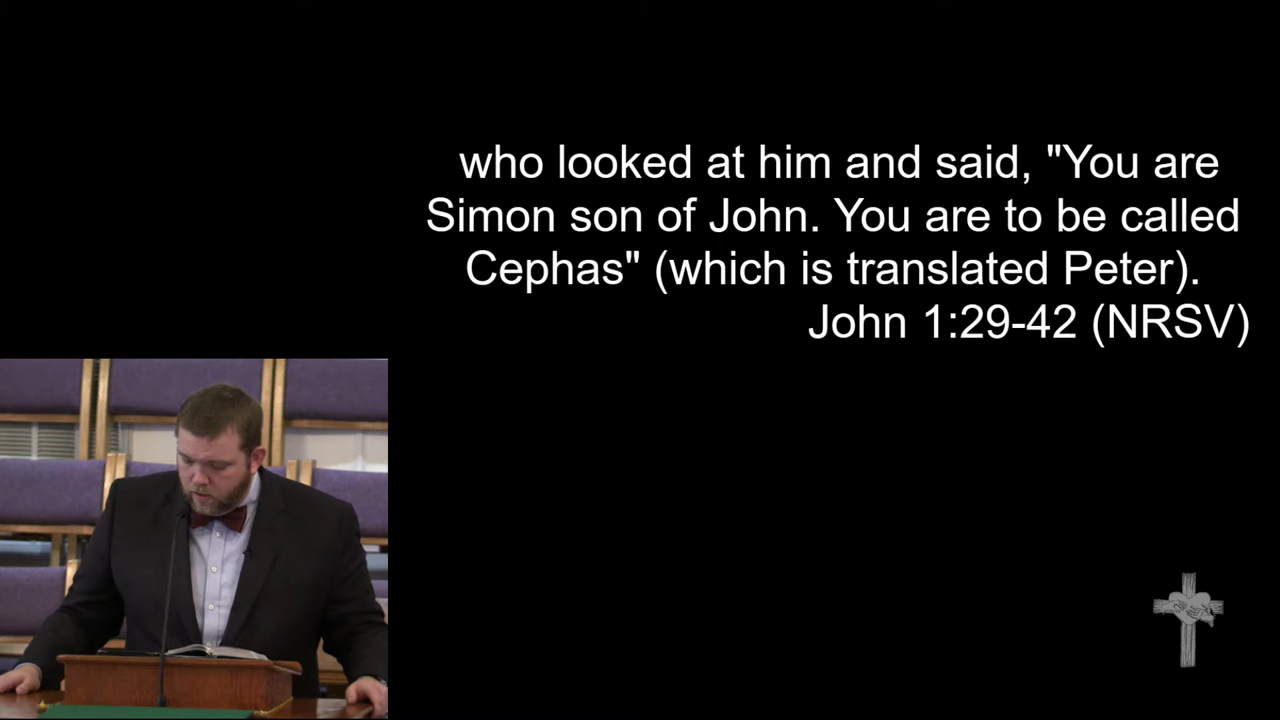 who looked at him and said, "You are
Simon son of John. You are to be called
Cephas" (which is translated Peter).
John 1:29-42 (NRSV)